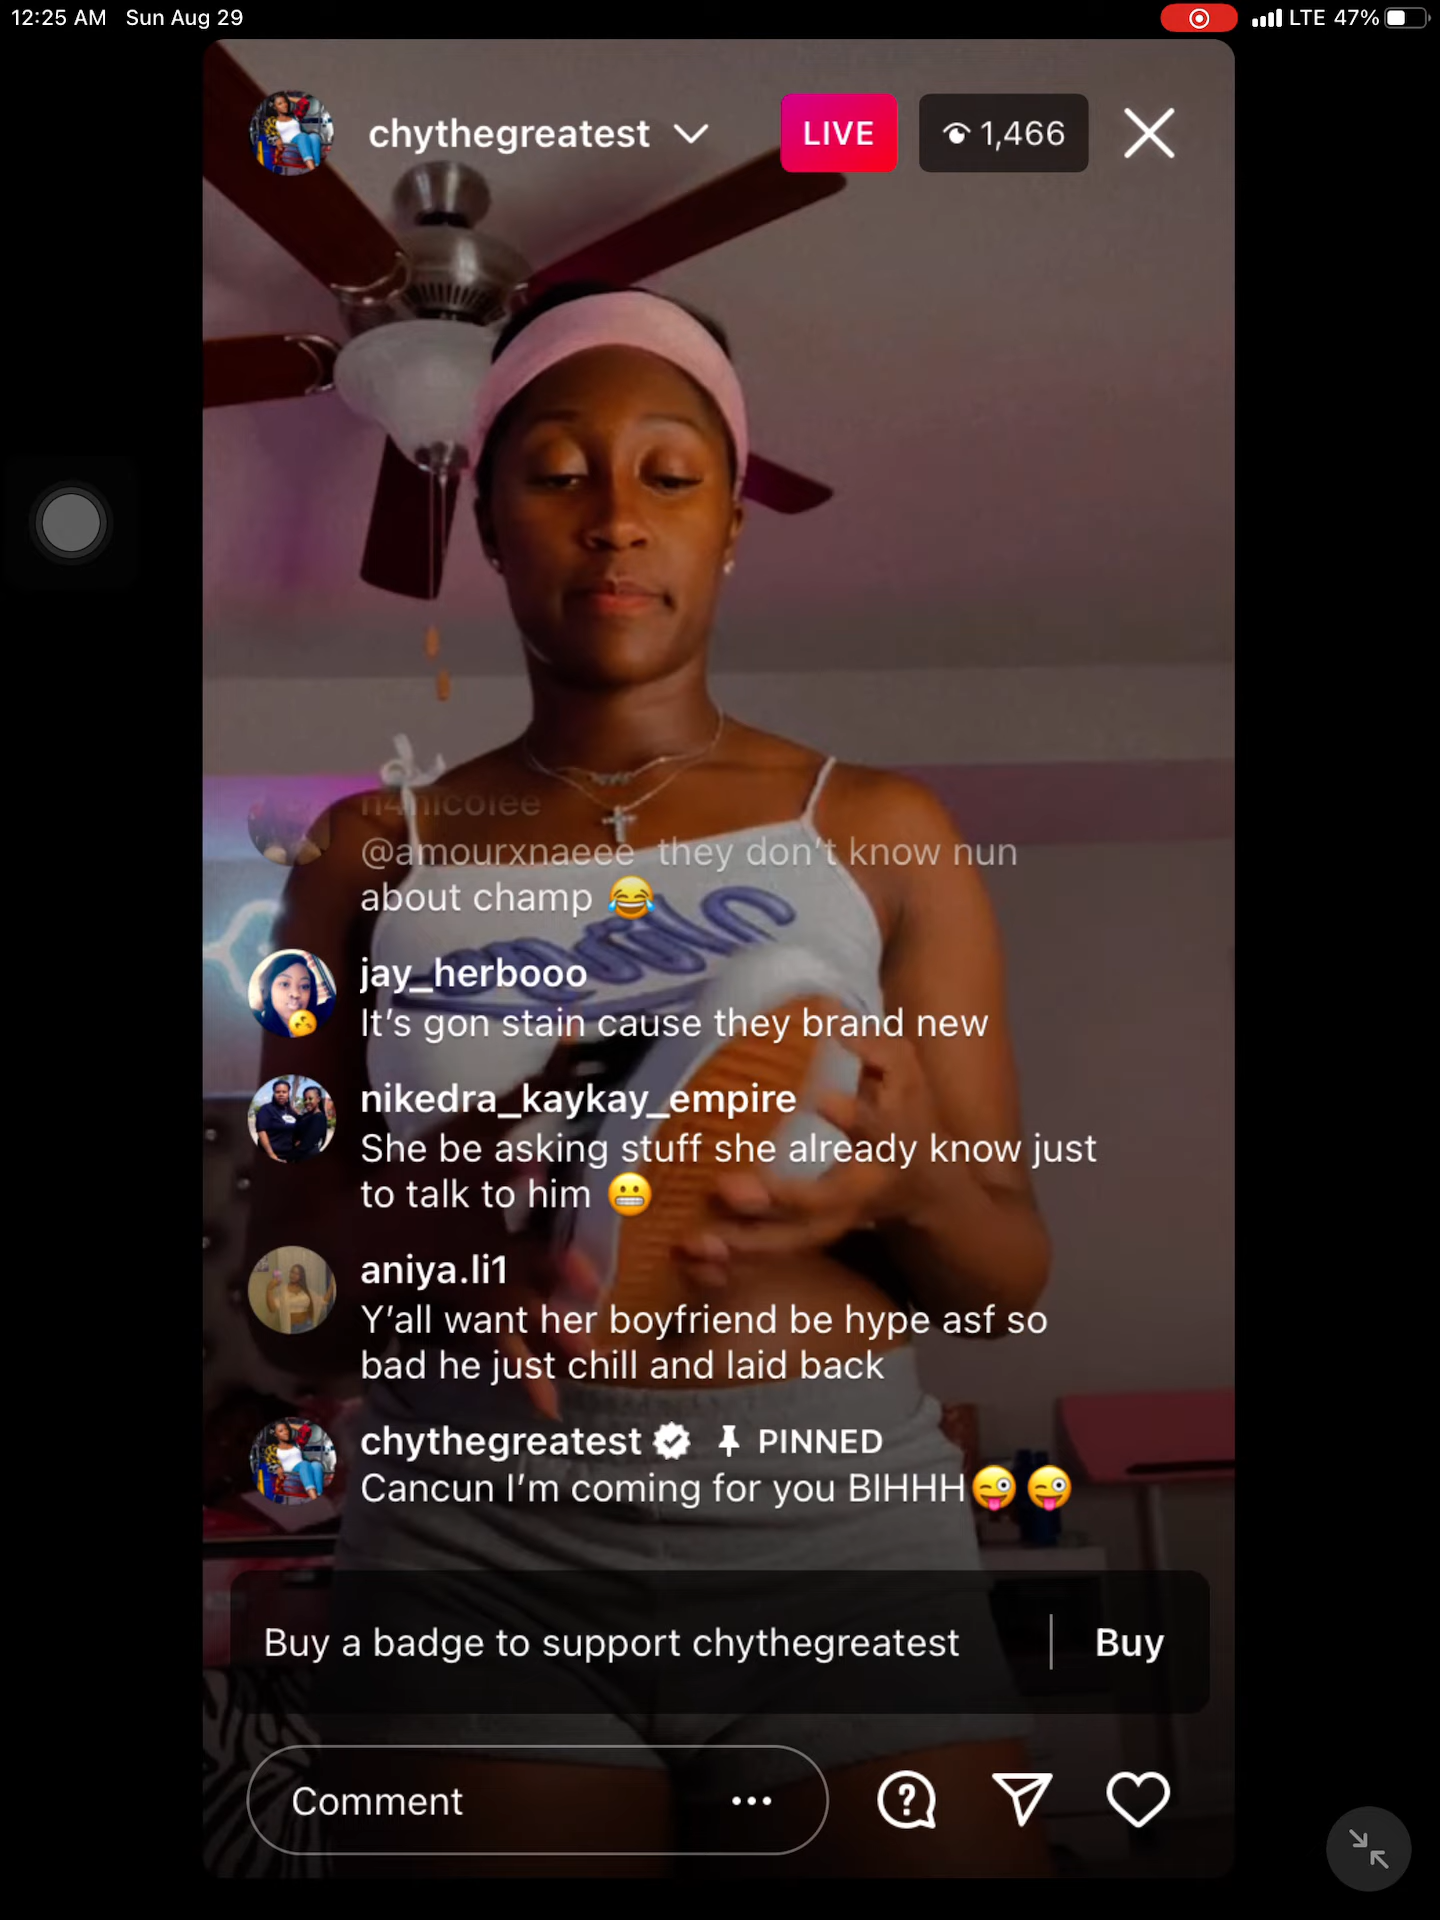 12:25 AM Sun Aug 29
LTE 47%
chythegreatest
LIVE
1,466
n4nicolee
@amourxnaeee they don't know nun
about champ 😂
jay_herbooo
It's gon stain cause they brand new
nikedra_kaykay_empire
She be asking stuff she already know just
to talk to him 😬
aniya.li1
Y'all want her boyfriend be hype asf so
bad he just chill and laid back
chythegreatest PINNED
Cancun I'm coming for you BIHHH😜😜
Buy a badge to support chythegreatest | Buy
Comment